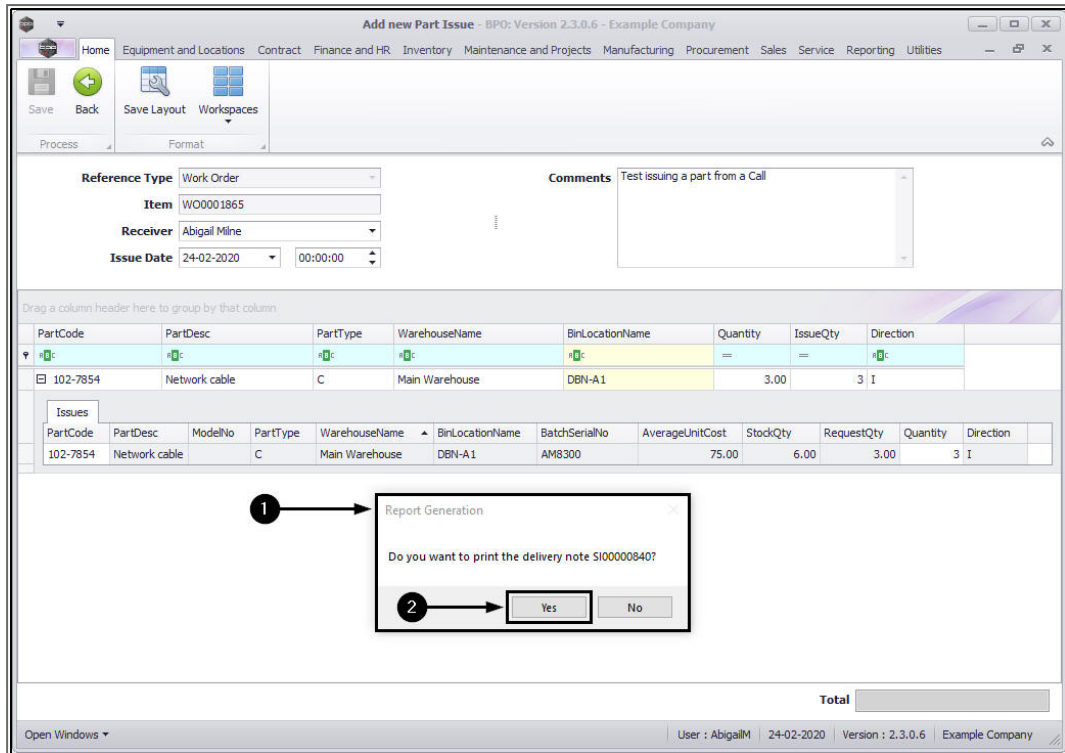 Add new Part Issue - BPO: Version 2.3.0.6 - Example Company
Home Equipment and Locations Contract Finance and HR Inventory Maintenance and Projects Manufacturing Procurement Sales Service Reporting Utilities
Save Back Save Layout Workspaces
Process Format
Reference Type Work Order Comments Test issuing a part from a Call
Item WO0001865
Receiver Abigail Milne
Issue Date 24-02-2020 00:00:00
Drag a column header here to group by that column
PartCode PartDesc PartType WarehouseName BinLocationName Quantity IssueQty Direction
ABC ABC ABC ABC ABC = = ABC
102-7854 Network cable C Main Warehouse DBN-A1 3.00 3 I
Issues
PartCode PartDesc ModelNo PartType WarehouseName BinLocationName BatchSerialNo AverageUnitCost StockQty RequestQty Quantity Direction
102-7854 Network cable C Main Warehouse DBN-A1 AM8300 75.00 6.00 3.00 3 I
1 Report Generation
Do you want to print the delivery note SI00000840?
2 Yes No
Total
Open Windows User : AbigailM 24-02-2020 Version : 2.3.0.6 Example Company